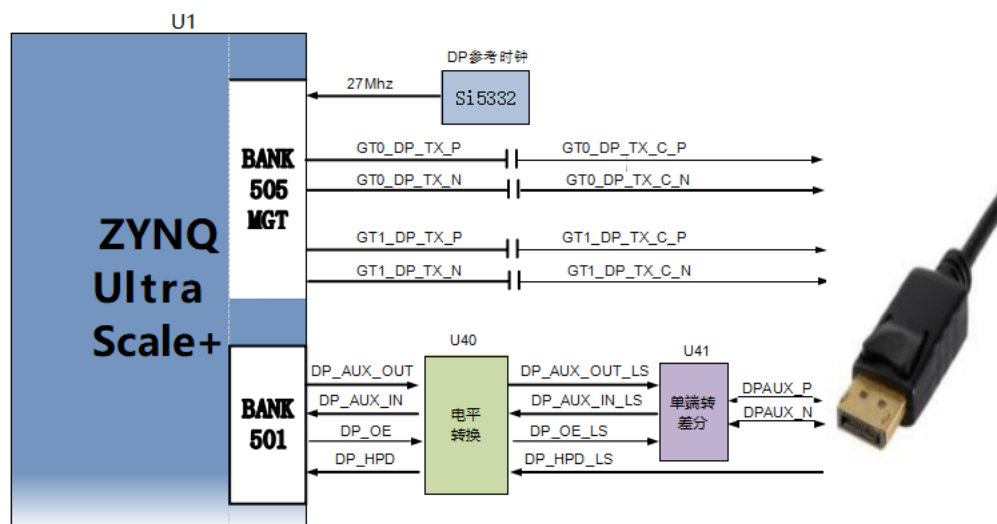 U1
DP参考时钟
27Mhz
Si5332
BANK
505
MGT
GT0_DP_TX_P
GT0_DP_TX_C_P
GT0_DP_TX_N
GT0_DP_TX_C_N
GT1_DP_TX_P
GT1_DP_TX_C_P
GT1_DP_TX_N
GT1_DP_TX_C_N
ZYNQ
Ultra
Scale+
U40
U41
BANK
501
DP_AUX_OUT
DP_AUX_IN
DP_OE
DP_HPD
电平
转换
DP_AUX_OUT_LS
DP_AUX_IN_LS
DP_OE_LS
DP_HPD_LS
单端转
差分
DPAUX_P
DPAUX_N